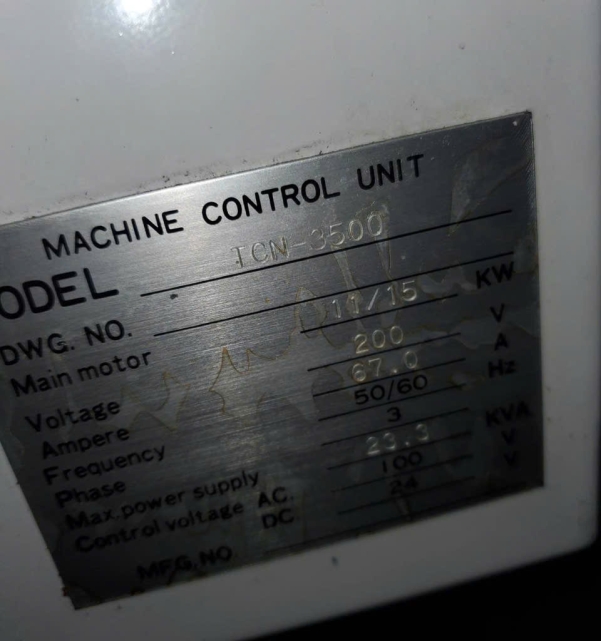 MACHINE CONTROL UNIT
ODEL TCN-3500
DWG. NO.
Main motor 11/15 KW
Voltage 200 V
Ampere 67.0 A
Frequency 50/60 Hz
Phase 3
Max. power supply 23.3 KVA
Control voltage AC. 100 V
DC 24 V
MFG. NO